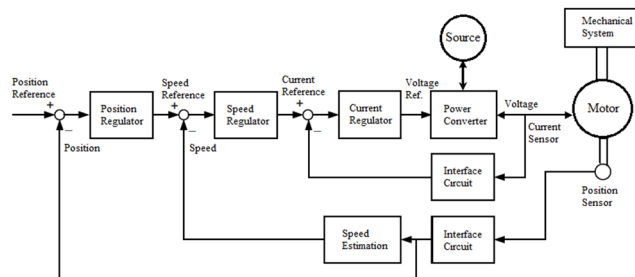 Mechanical
System
Source
Position
Reference
+
Speed
Reference
+
Current
Reference
+
Voltage
Ref.
Position
Regulator
Speed
Regulator
Current
Regulator
Power
Converter
Voltage
Current
Sensor
Motor
–
Position
–
Speed
–
Interface
Circuit
Position
Sensor
Speed
Estimation
Interface
Circuit